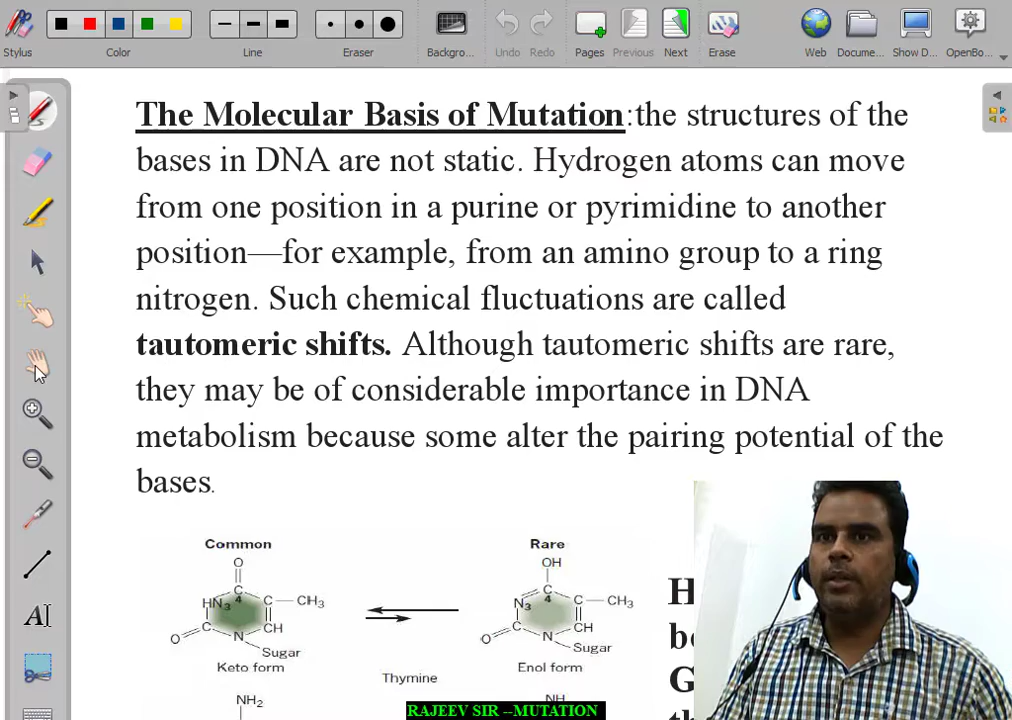 Stylus
Color
Line
Eraser
Backgro...
Undo
Redo
Pages
Previous
Next
Erase
Web
Docume...
Show D...
OpenBo...
The Molecular Basis of Mutation:the structures of the
bases in DNA are not static. Hydrogen atoms can move
from one position in a purine or pyrimidine to another
position—for example, from an amino group to a ring
nitrogen. Such chemical fluctuations are called
tautomeric shifts. Although tautomeric shifts are rare,
they may be of considerable importance in DNA
metabolism because some alter the pairing potential of the
bases.
Common
Rare
O
OH
HN3
C
4
C
CH3
N3
C
4
C
CH3
O
C
N
CH
O
C
N
CH
Sugar
Sugar
Keto form
Enol form
Thymine
NH2
NH
H
b
G
RAJEEV SIR --MUTATION